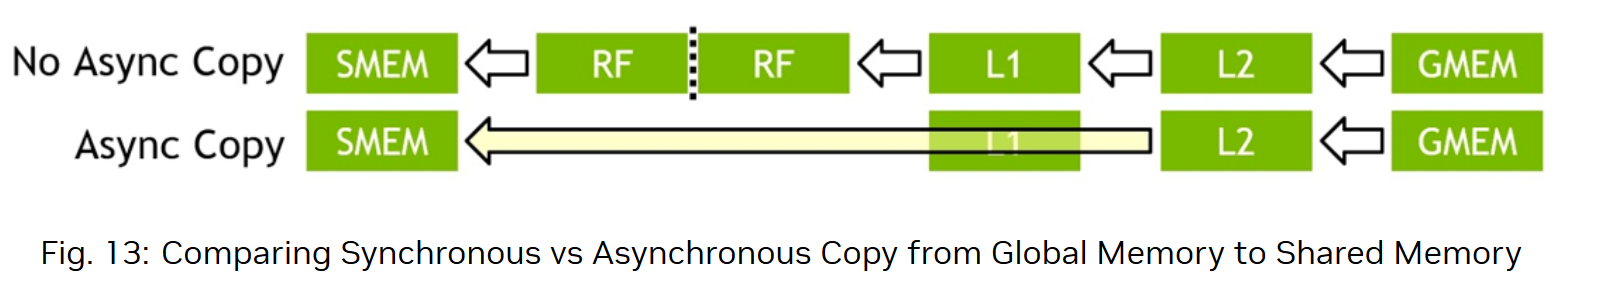 No Async Copy SMEM RF RF L1 L2 GMEM
Async Copy SMEM L1 L2 GMEM
Fig. 13: Comparing Synchronous vs Asynchronous Copy from Global Memory to Shared Memory